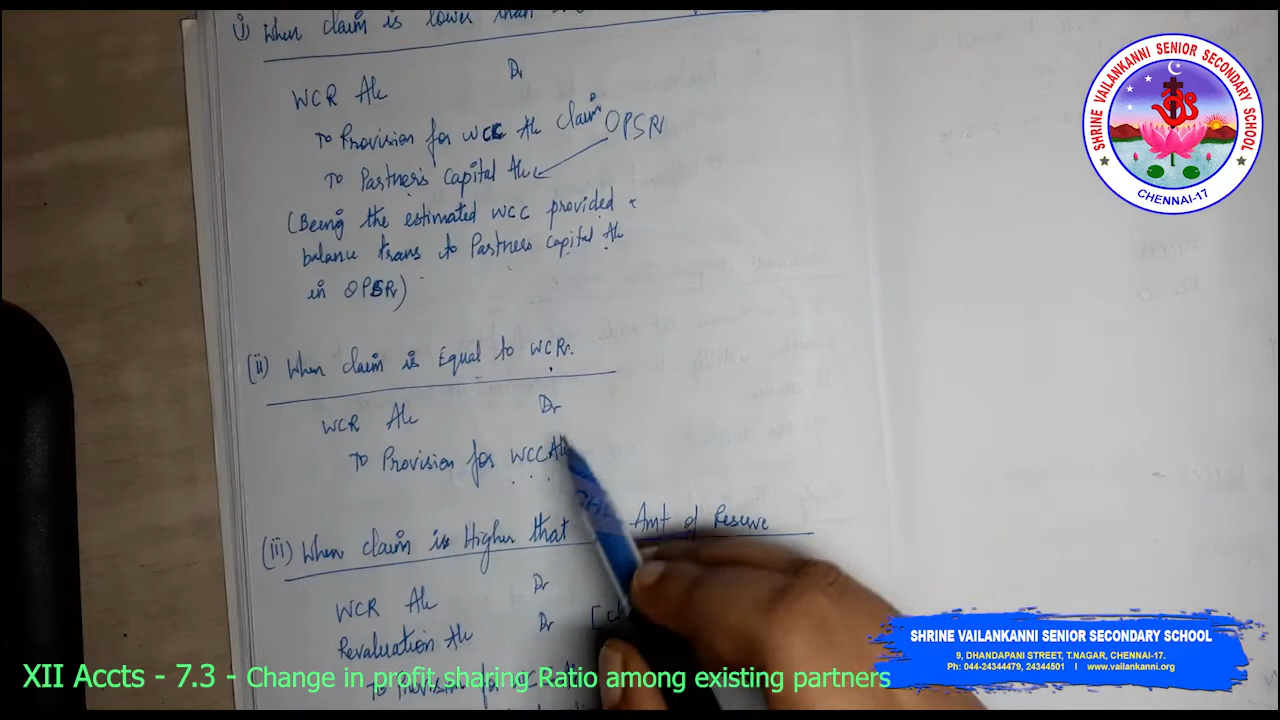 (i) When claim is lower than
WCR A/c Dr
To Provision for WCC A/c claim OPSR
To Partner's Capital A/c
(Being the estimated WCC provided &
balance trans to Partners capital A/c
in OPSR)
(ii) When claim is Equal to WCR.
WCR A/c Dr
To Provision for WCC A/c
(iii) When claim is Higher that Amt of Reserve
WCR A/c Dr
Revaluation A/c Dr
To Provision for
SHRINE VAILANKANNI SENIOR SECONDARY SCHOOL
CHENNAI-17
SHRINE VAILANKANNI SENIOR SECONDARY SCHOOL
9, DHANDAPANI STREET, T.NAGAR, CHENNAI-17.
Ph: 044-24344479, 24344501 I www.vailankanni.org
XII Accts - 7.3 - Change in profit sharing Ratio among existing partners